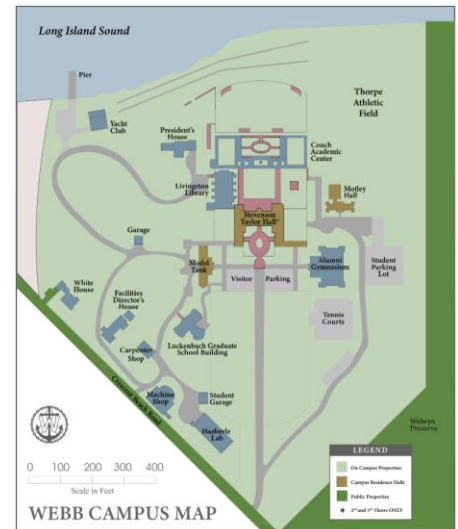 Long Island Sound
Pier
Yacht
Club
President's
House
Thorpe
Athletic
Field
Couch
Academic
Center
Livingston
Library
Motley
Hall
Stevenson
Taylor Hall*
Garage
Model
Tank
Visitor Parking
Alumni
Gymnasium
Student
Parking
Lot
White
House
Facilities
Director's
House
Luckenbach Graduate
School Building
Tennis
Courts
Carpenter
Shop
Crescent Beach Road
Machine
Shop
Student
Garage
Haeberle
Lab
Welwyn
Preserve
0 100 200 300 400
Scale in Feet
WEBB CAMPUS MAP
LEGEND
On Campus Properties
Campus Residence Halls
Public Properties
★ 2nd and 3rd Floors ONLY